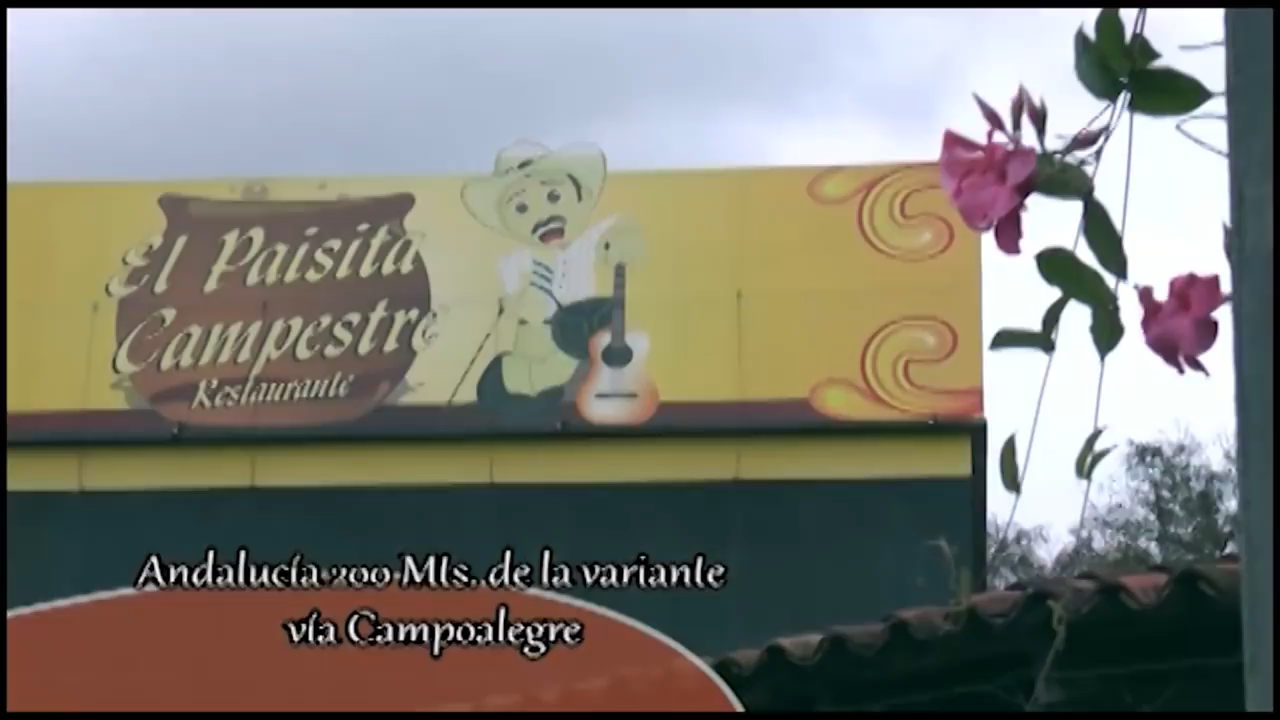 El Paisita
Campestre
Restaurante
Andalucía 200 Mts. de la variante
vía Campoalegre